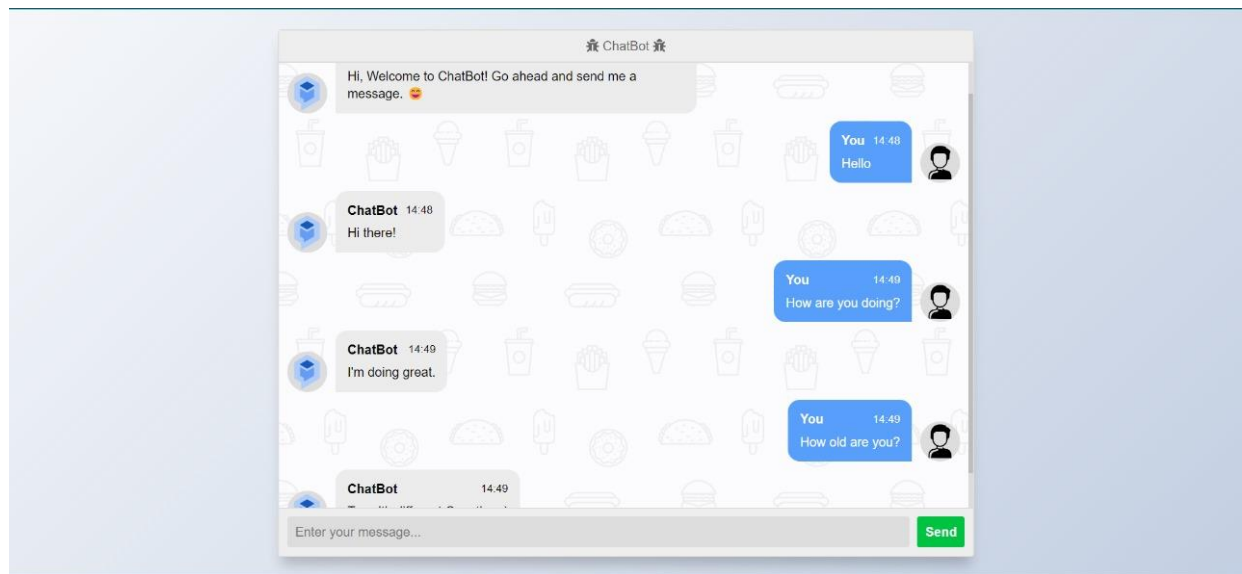 ChatBot
Hi, Welcome to ChatBot! Go ahead and send me a
message. 😄
You 14:48
Hello
ChatBot 14:48
Hi there!
You 14:49
How are you doing?
ChatBot 14:49
I'm doing great.
You 14:49
How old are you?
ChatBot 14:49
Enter your message...
Send